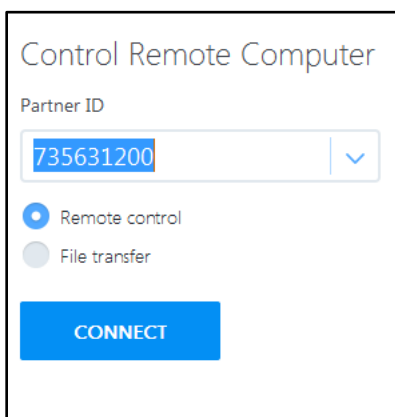 Control Remote Computer
Partner ID
735631200
Remote control
File transfer
CONNECT